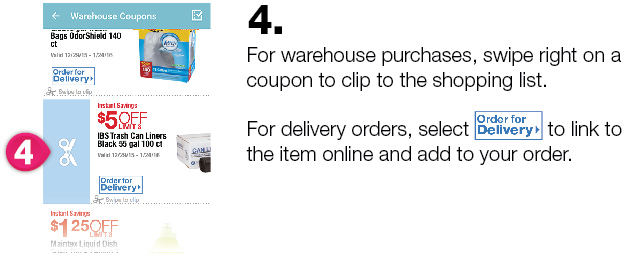 Warehouse Coupons
Bags OdorShield 140
ct
Valid 12/29/15 - 1/24/16
Order for
Delivery
Swipe to clip
Instant Savings
$5 OFF
LIMIT 5
IBS Trash Can Liners
Black 55 gal 100 ct
Valid 12/29/15 - 1/24/16
Order for
Delivery
Swipe to clip
Instant Savings
$1 25 OFF
Maintex Liquid Dish
4
4.
For warehouse purchases, swipe right on a
coupon to clip to the shopping list.
For delivery orders, select Order for Delivery to link to
the item online and add to your order.